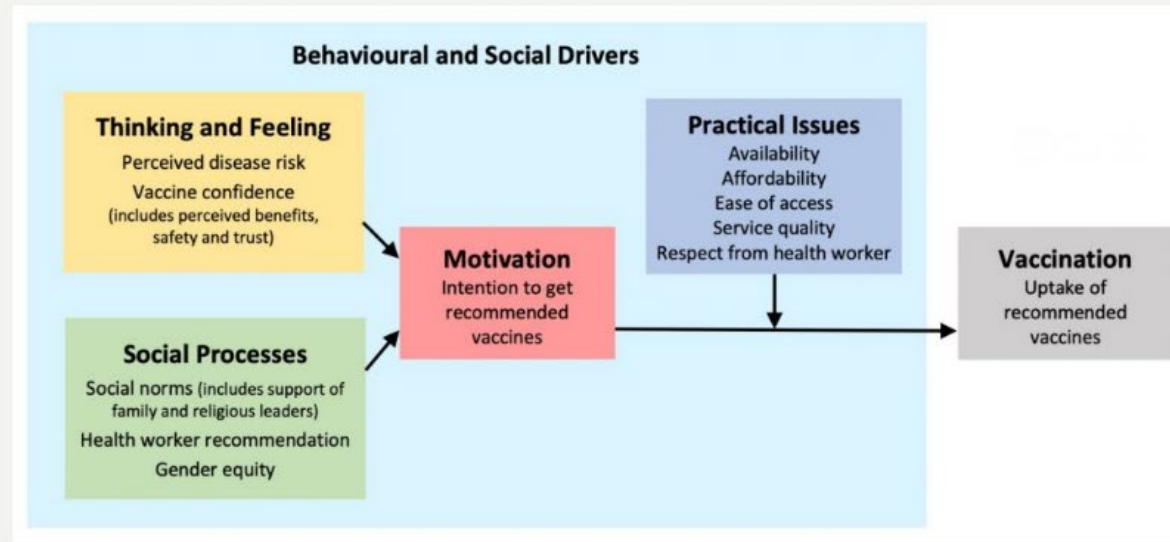 Behavioural and Social Drivers
Thinking and Feeling
Perceived disease risk
Vaccine confidence
(includes perceived benefits,
safety and trust)
Social Processes
Social norms (includes support of
family and religious leaders)
Health worker recommendation
Gender equity
Motivation
Intention to get
recommended
vaccines
Practical Issues
Availability
Affordability
Ease of access
Service quality
Respect from health worker
Vaccination
Uptake of
recommended
vaccines